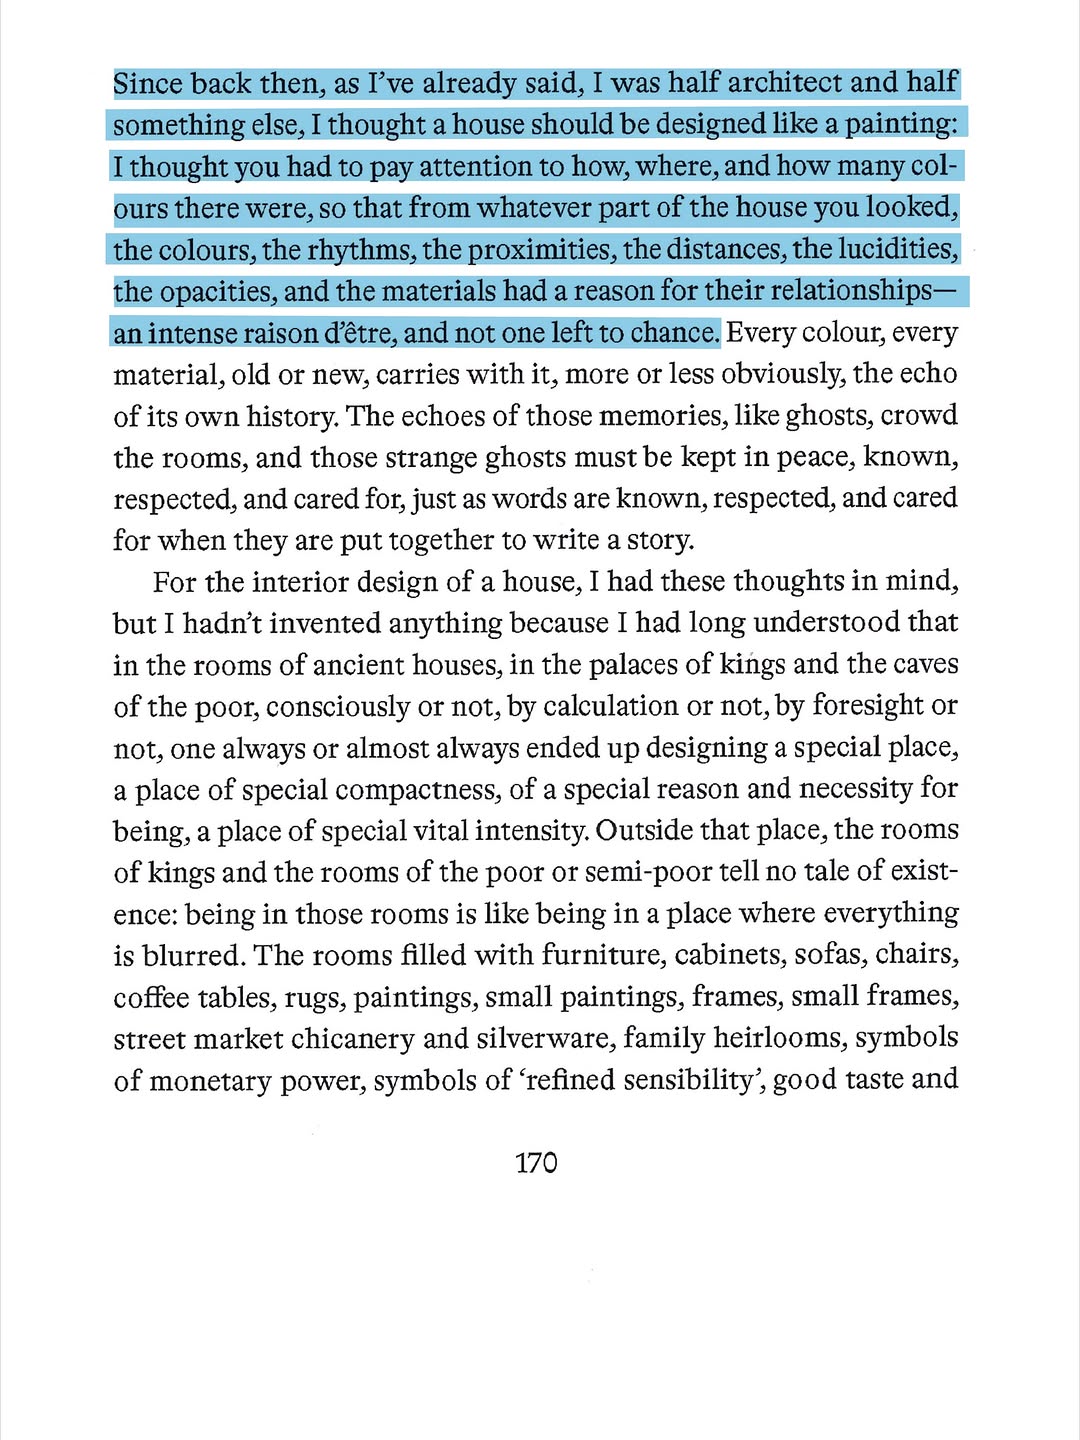 Since back then, as I’ve already said, I was half architect and half
something else, I thought a house should be designed like a painting:
I thought you had to pay attention to how, where, and how many col-
ours there were, so that from whatever part of the house you looked,
the colours, the rhythms, the proximities, the distances, the lucidities,
the opacities, and the materials had a reason for their relationships—
an intense raison d’être, and not one left to chance. Every colour, every
material, old or new, carries with it, more or less obviously, the echo
of its own history. The echoes of those memories, like ghosts, crowd
the rooms, and those strange ghosts must be kept in peace, known,
respected, and cared for, just as words are known, respected, and cared
for when they are put together to write a story.
For the interior design of a house, I had these thoughts in mind,
but I hadn’t invented anything because I had long understood that
in the rooms of ancient houses, in the palaces of kings and the caves
of the poor, consciously or not, by calculation or not, by foresight or
not, one always or almost always ended up designing a special place,
a place of special compactness, of a special reason and necessity for
being, a place of special vital intensity. Outside that place, the rooms
of kings and the rooms of the poor or semi-poor tell no tale of exist-
ence: being in those rooms is like being in a place where everything
is blurred. The rooms filled with furniture, cabinets, sofas, chairs,
coffee tables, rugs, paintings, small paintings, frames, small frames,
street market chicanery and silverware, family heirlooms, symbols
of monetary power, symbols of ‘refined sensibility’, good taste and
170